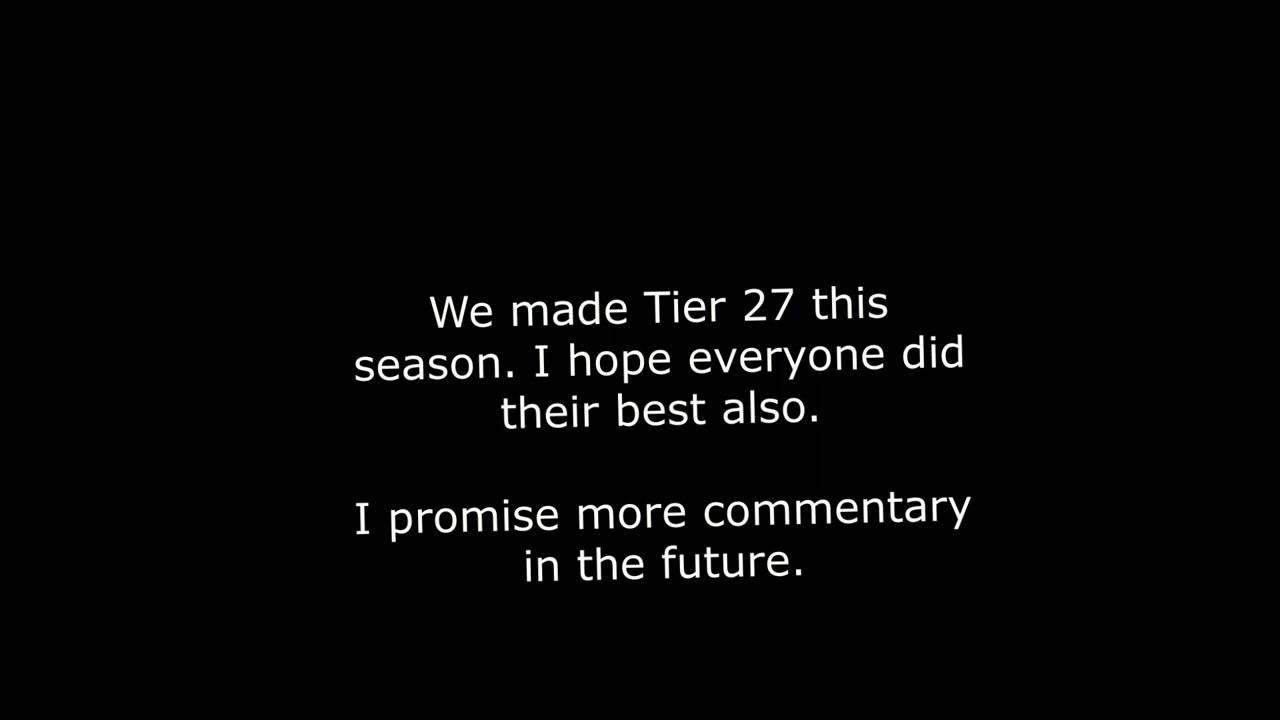 We made Tier 27 this
season. I hope everyone did
their best also.
I promise more commentary
in the future.